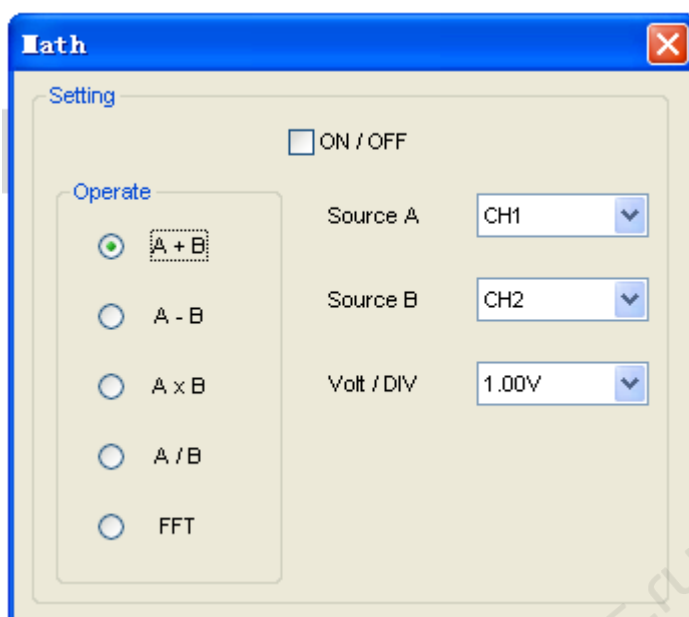 Math
Setting
ON / OFF
Operate
A + B
A - B
A x B
A / B
FFT
Source A CH1
Source B CH2
Volt / DIV 1.00V